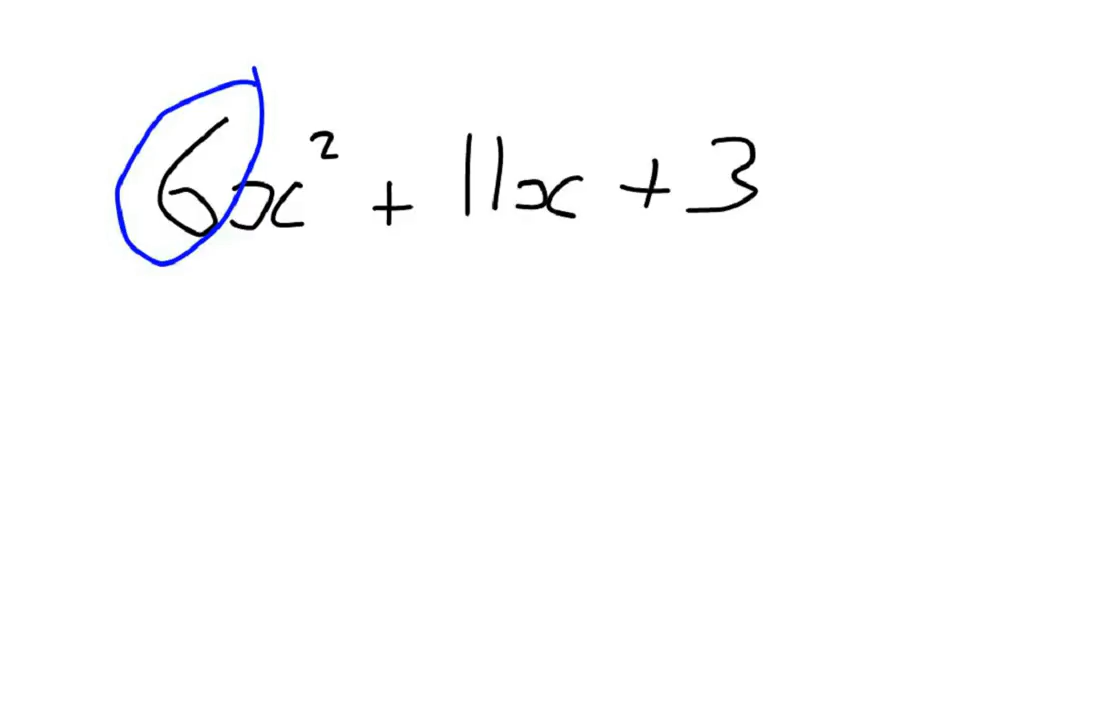 6x² + 11x + 3